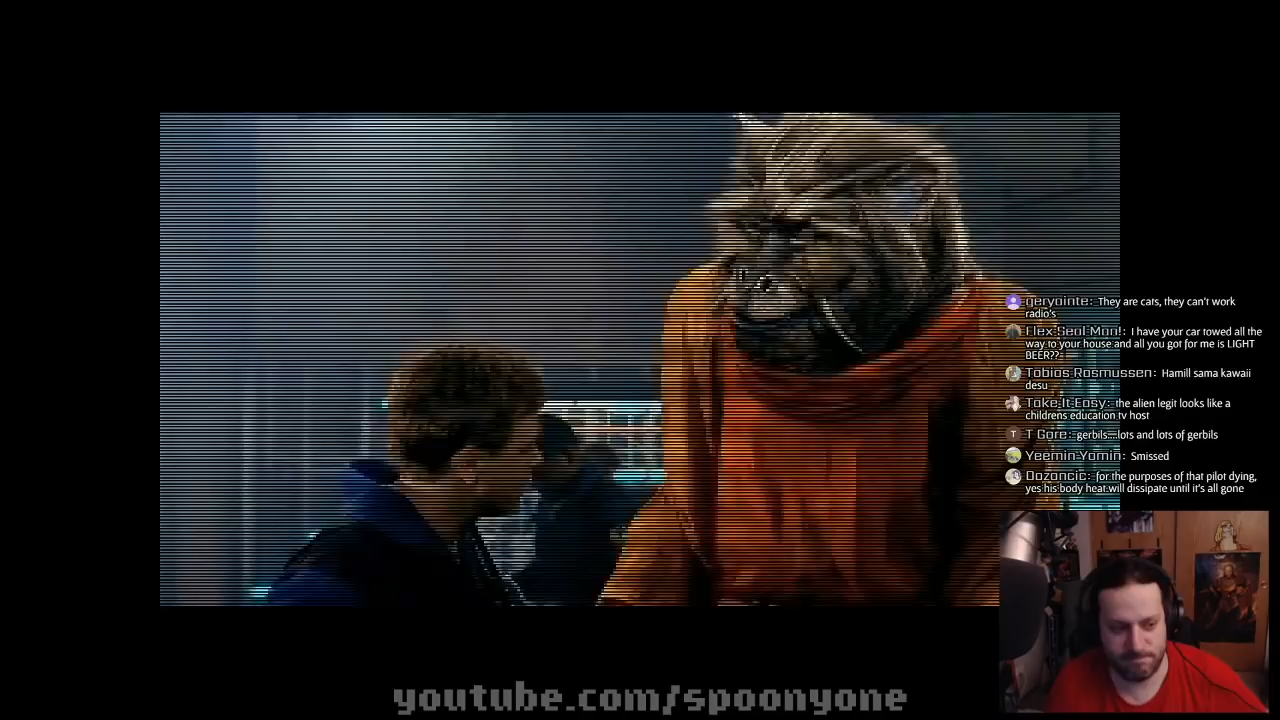 geryointe: They are cats, they can't work
radio's
Flex Seal Man!: I have your car towed all the
way to your house and all you got for me is LIGHT
BEER??
Tobias Rasmussen: Hamill sama kawaii
desu
Take It Easy: the alien legit looks like a
childrens education tv host
T
T Gore: gerbils....lots and lots of gerbils
Yeemin Yomin: Smissed
Oozoncic: for the purposes of that pilot dying,
yes his body heat will dissipate until it's all gone
youtube.com/spoonyone